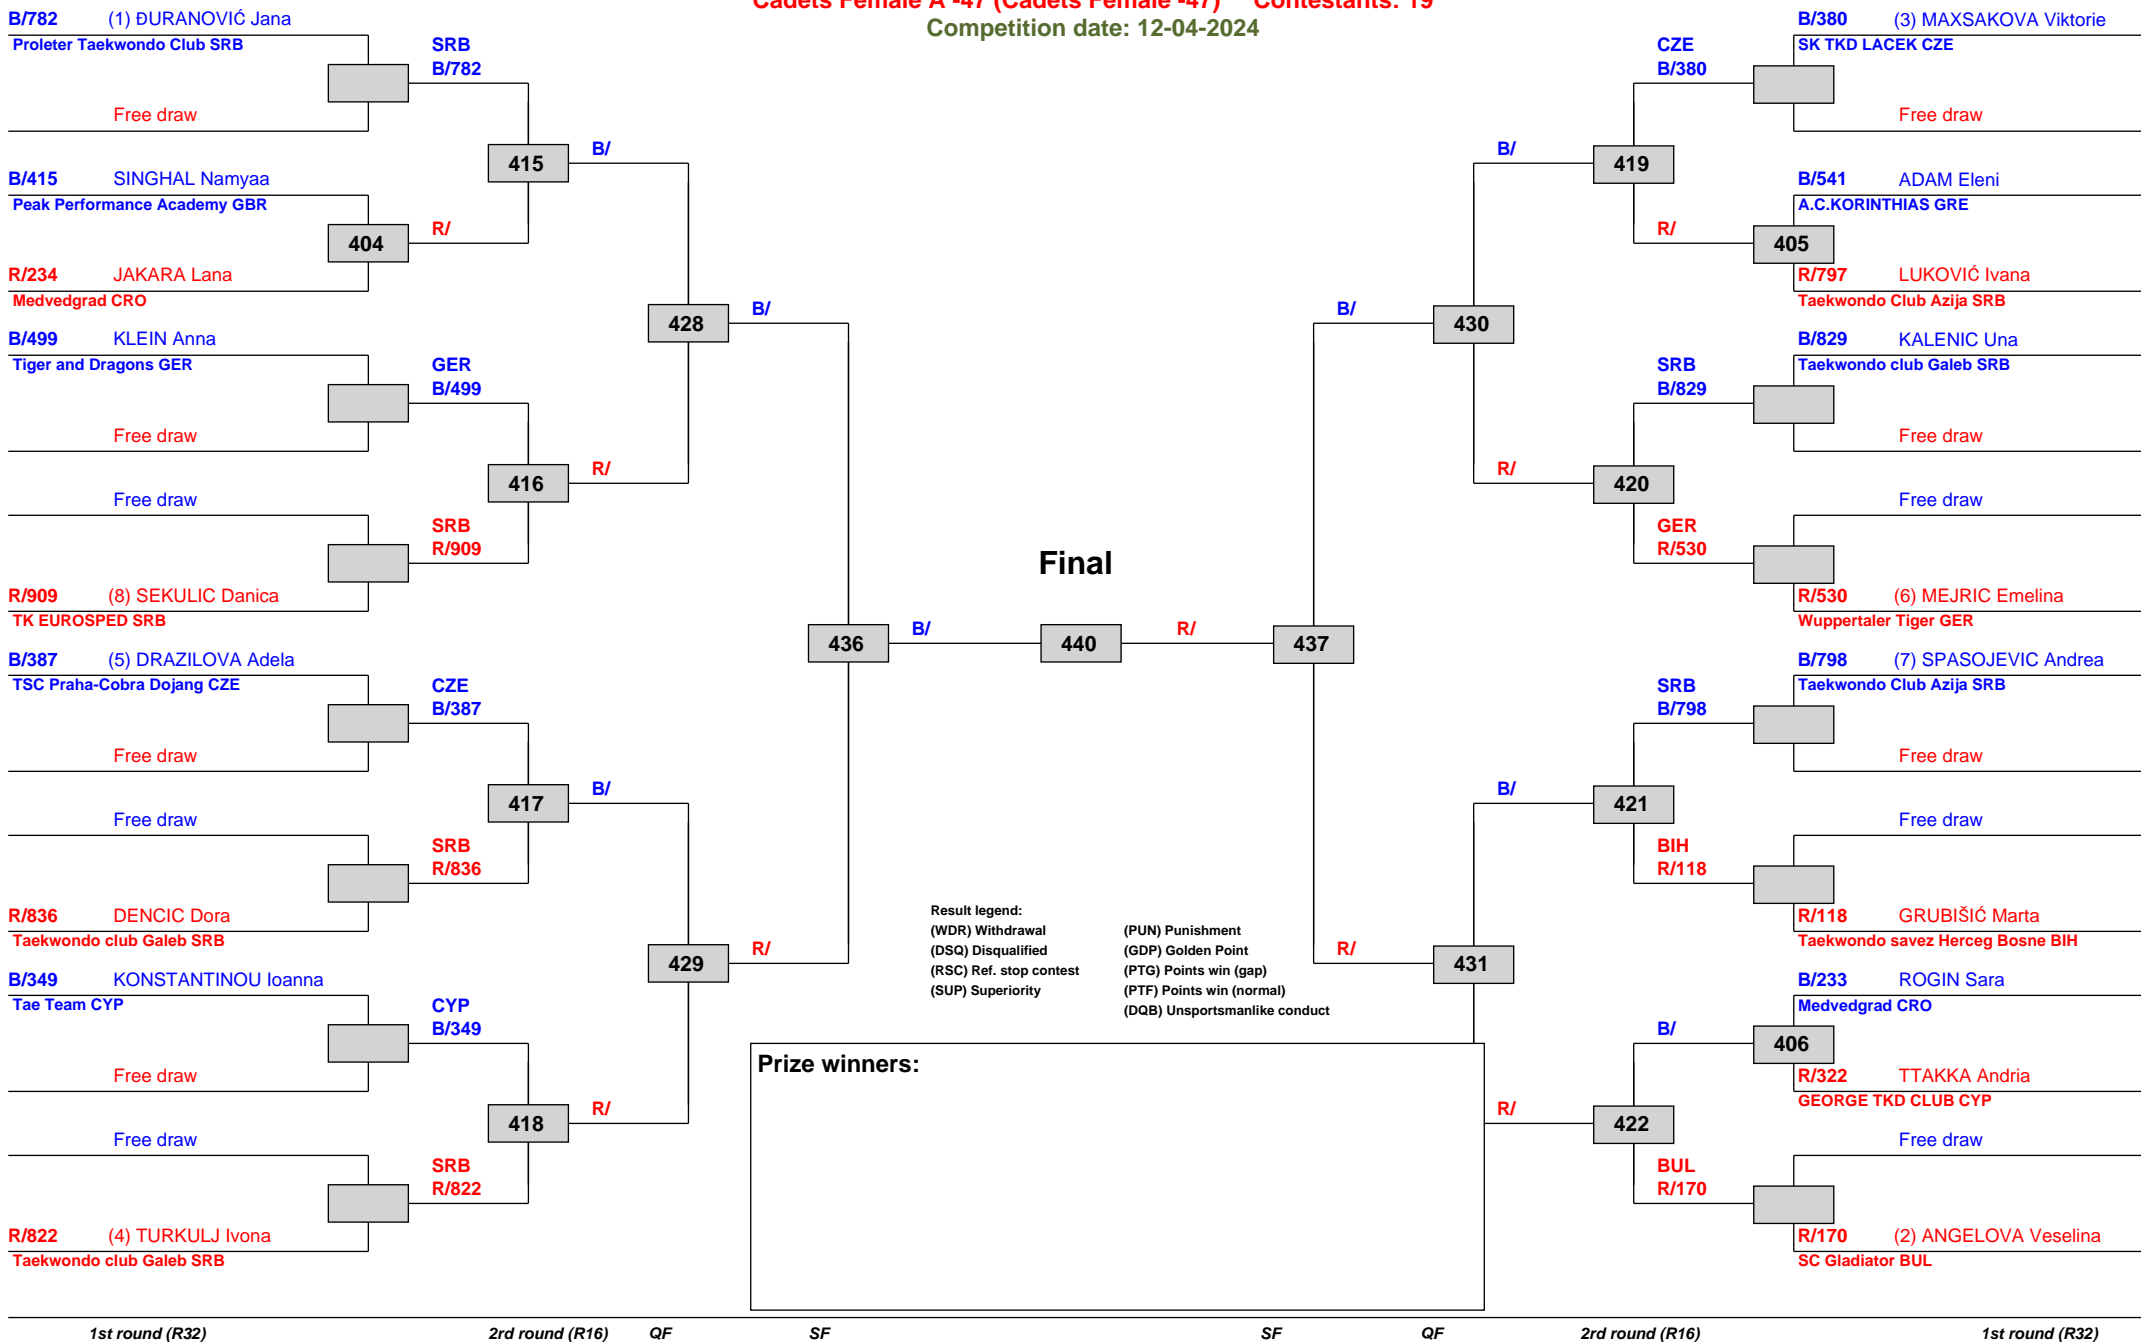 Cadets Female A -47 (Cadets Female -47) Contestants: 19
Competition date: 12-04-2024
B/782 (1) ĐURANOVIĆ Jana
Proleter Taekwondo Club SRB
SRB
B/782
Free draw
415
B/
B/415 SINGHAL Namyaa
Peak Performance Academy GBR
404
R/
R/234 JAKARA Lana
Medvedgrad CRO
428
B/
B/499 KLEIN Anna
Tiger and Dragons GER
GER
B/499
Free draw
416
R/
Free draw
SRB
R/909
R/909 (8) SEKULIC Danica
TK EUROSPED SRB
436
B/
B/387 (5) DRAZILOVA Adela
TSC Praha-Cobra Dojang CZE
CZE
B/387
Free draw
417
B/
Free draw
SRB
R/836
R/836 DENCIC Dora
Taekwondo club Galeb SRB
429
R/
B/349 KONSTANTINOU Ioanna
Tae Team CYP
CYP
B/349
Free draw
418
R/
Free draw
SRB
R/822
R/822 (4) TURKULJ Ivona
Taekwondo club Galeb SRB
Final
440
R/
437
B/380 (3) MAXSAKOVA Viktorie
SK TKD LACEK CZE
CZE
B/380
Free draw
B/
419
B/541 ADAM Eleni
A.C.KORINTHIAS GRE
R/
405
R/797 LUKOVIĆ Ivana
Taekwondo Club Azija SRB
B/
430
B/829 KALENIC Una
Taekwondo club Galeb SRB
SRB
B/829
Free draw
R/
420
Free draw
GER
R/530
R/530 (6) MEJRIC Emelina
Wuppertaler Tiger GER
B/798 (7) SPASOJEVIC Andrea
Taekwondo Club Azija SRB
SRB
B/798
Free draw
B/
421
Free draw
BIH
R/118
R/118 GRUBIŠIĆ Marta
Taekwondo savez Herceg Bosne BIH
R/
431
B/233 ROGIN Sara
Medvedgrad CRO
B/
406
R/322 TTAKKA Andria
GEORGE TKD CLUB CYP
R/
422
Free draw
BUL
R/170
R/170 (2) ANGELOVA Veselina
SC Gladiator BUL
Result legend:
(WDR) Withdrawal (PUN) Punishment
(DSQ) Disqualified (GDP) Golden Point
(RSC) Ref. stop contest (PTG) Points win (gap)
(SUP) Superiority (PTF) Points win (normal)
(DQB) Unsportsmanlike conduct
Prize winners:
1st round (R32) 2rd round (R16) QF SF SF QF 2rd round (R16) 1st round (R32)